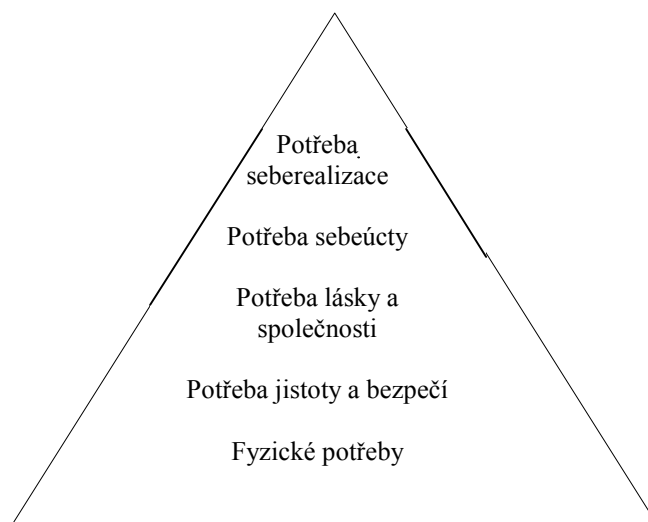 Potřeba
seberealizace
Potřeba sebeúcty
Potřeba lásky a
společnosti
Potřeba jistoty a bezpečí
Fyzické potřeby